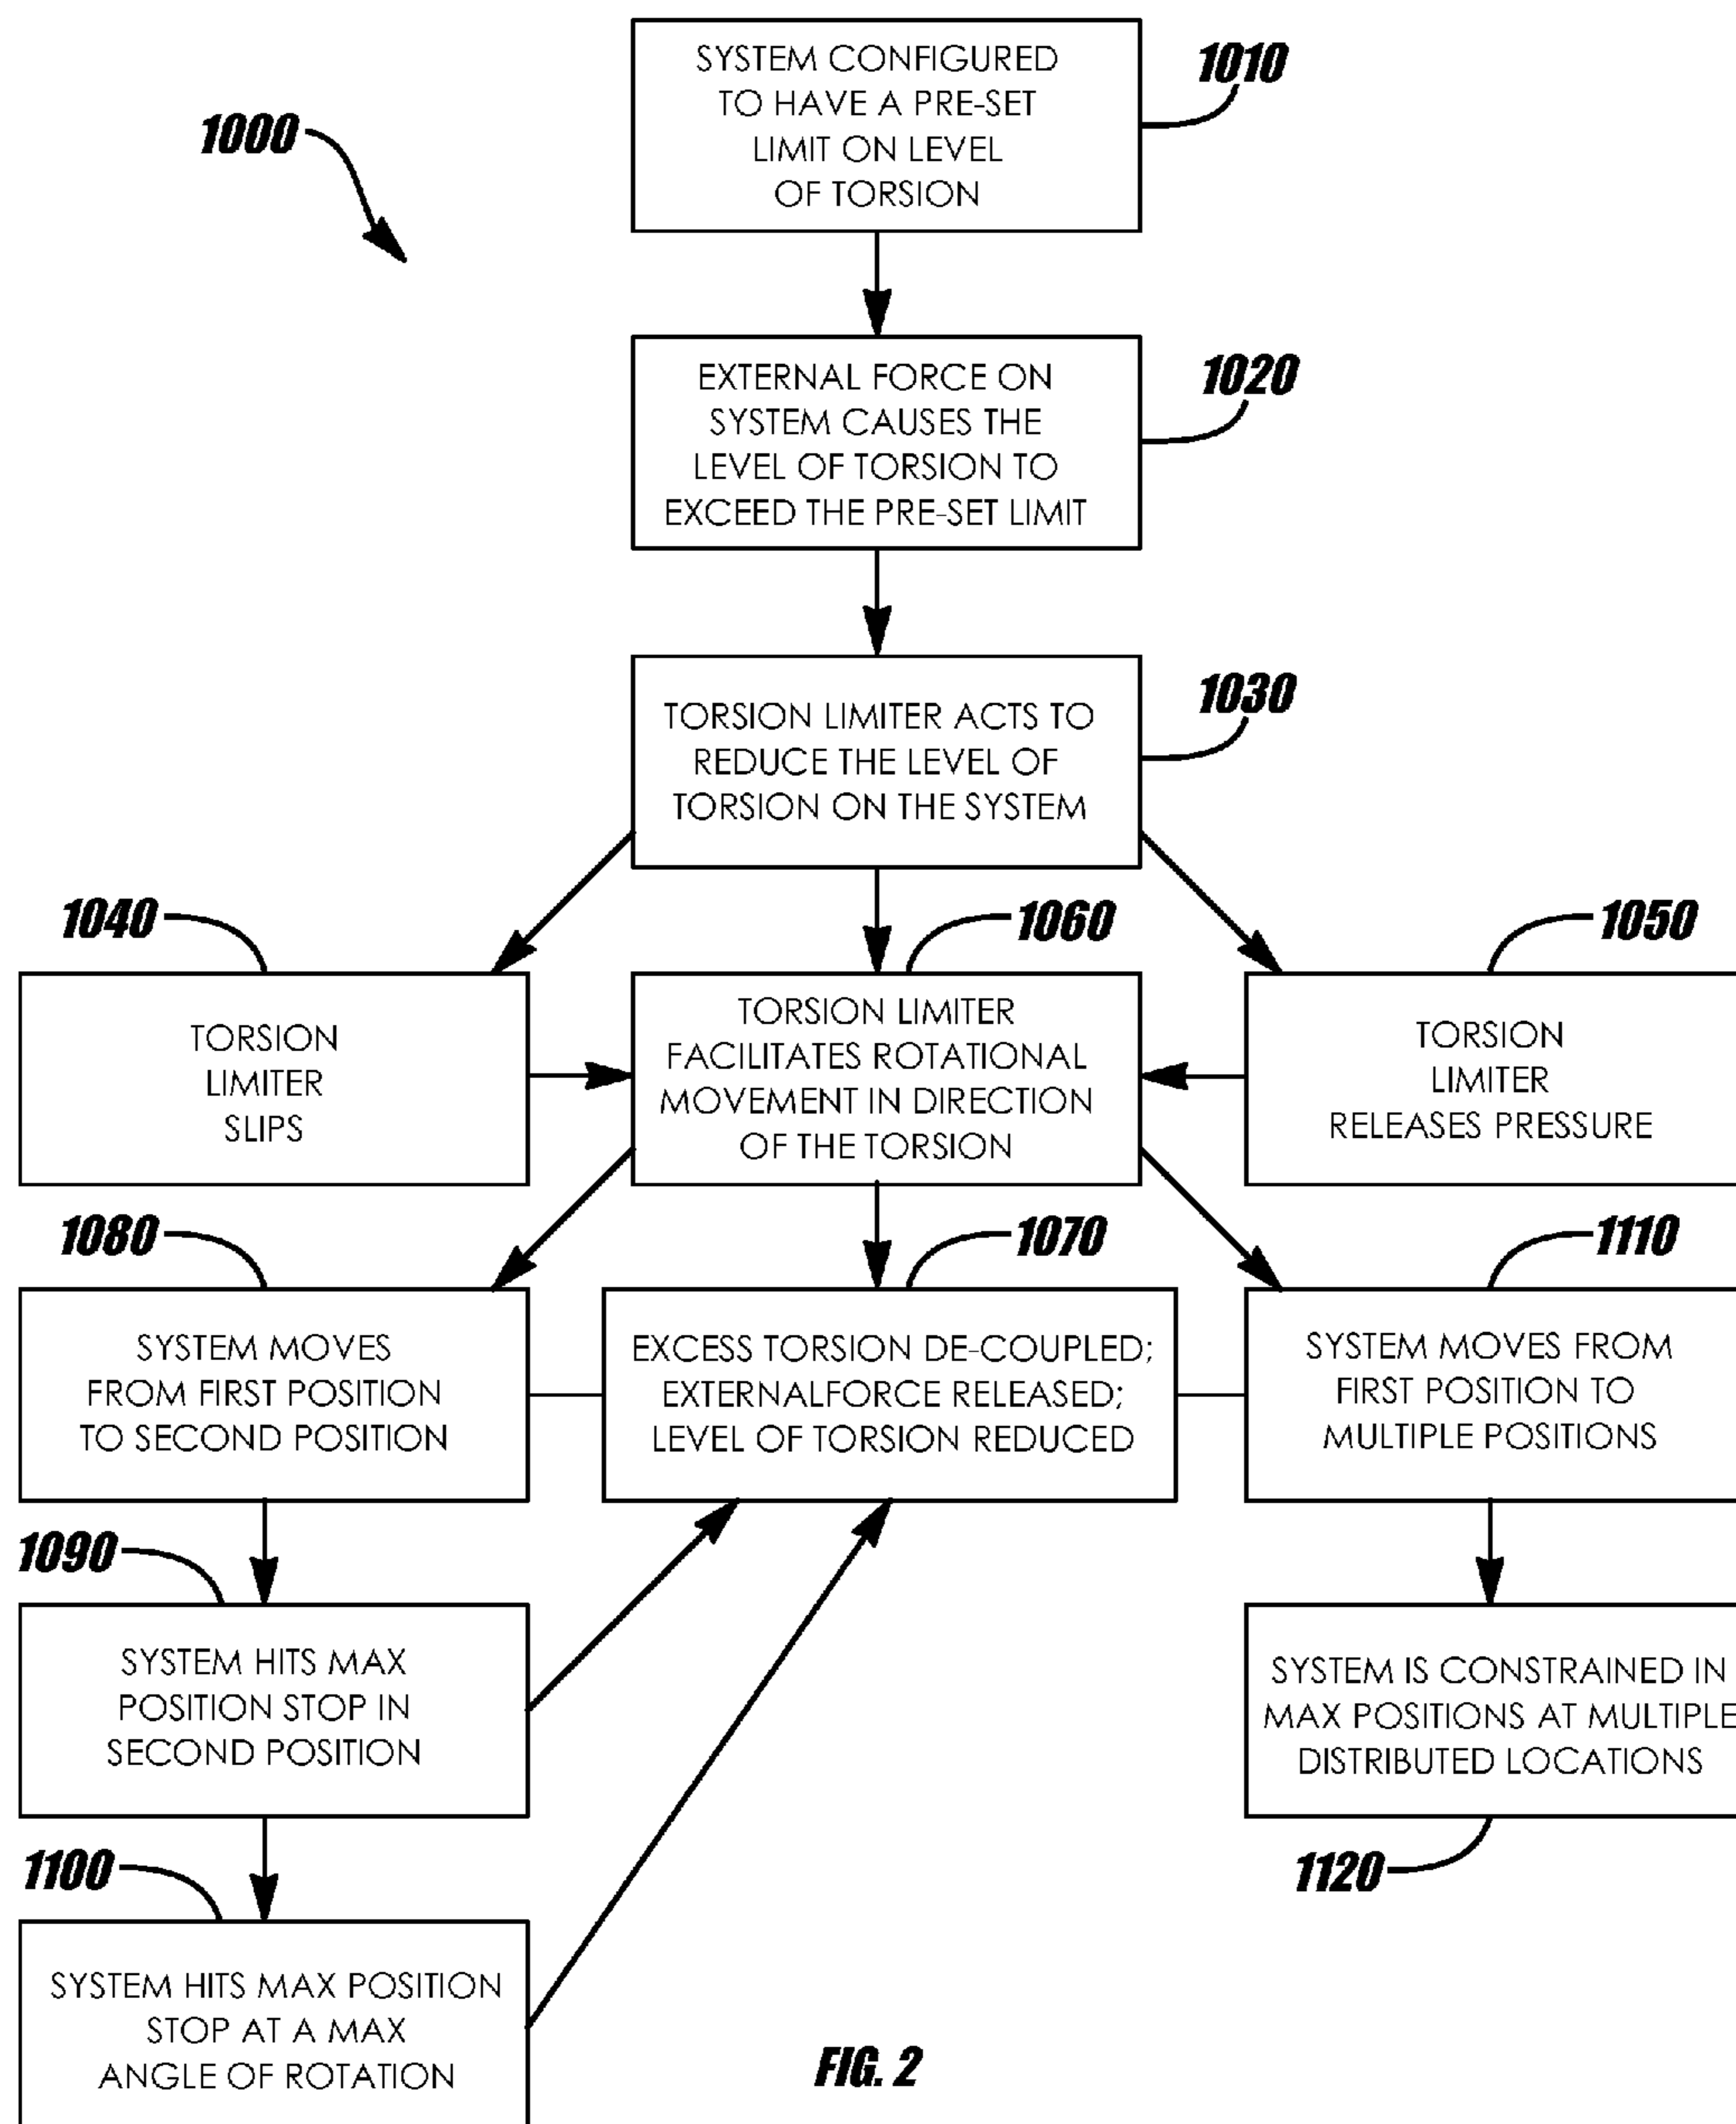 SYSTEM CONFIGURED
TO HAVE A PRE-SET
LIMIT ON LEVEL
OF TORSION
1010
1000
EXTERNAL FORCE ON
SYSTEM CAUSES THE
LEVEL OF TORSION TO
EXCEED THE PRE-SET LIMIT
1020
TORSION LIMITER ACTS TO
REDUCE THE LEVEL OF
TORSION ON THE SYSTEM
1030
1040
TORSION
LIMITER
SLIPS
1060
TORSION LIMITER
FACILITATES ROTATIONAL
MOVEMENT IN DIRECTION
OF THE TORSION
1050
TORSION
LIMITER
RELEASES PRESSURE
1080
SYSTEM MOVES
FROM FIRST POSITION
TO SECOND POSITION
1070
EXCESS TORSION DE-COUPLED;
EXTERNALFORCE RELEASED;
LEVEL OF TORSION REDUCED
1110
SYSTEM MOVES FROM
FIRST POSITION TO
MULTIPLE POSITIONS
1090
SYSTEM HITS MAX
POSITION STOP IN
SECOND POSITION
SYSTEM IS CONSTRAINED IN
MAX POSITIONS AT MULTIPLE
DISTRIBUTED LOCATIONS
1120
1100
SYSTEM HITS MAX POSITION
STOP AT A MAX
ANGLE OF ROTATION
FIG. 2